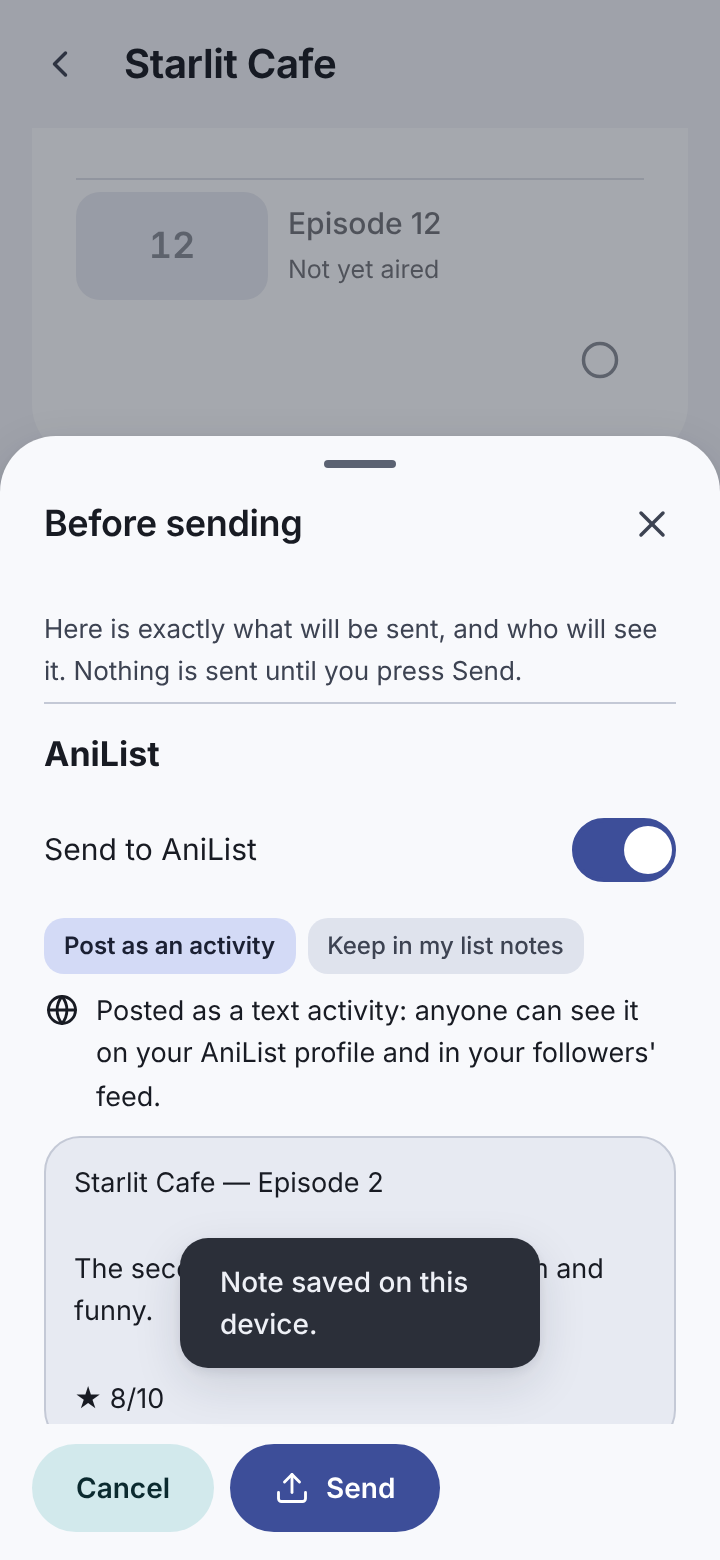 Starlit Cafe
12
Episode 12
Not yet aired
Before sending
Here is exactly what will be sent, and who will see
it. Nothing is sent until you press Send.
AniList
Send to AniList
Post as an activity
Keep in my list notes
Posted as a text activity: anyone can see it
on your AniList profile and in your followers'
feed.
Starlit Cafe — Episode 2
The and
funny.
Note saved on this
device.
★ 8/10
Cancel
Send